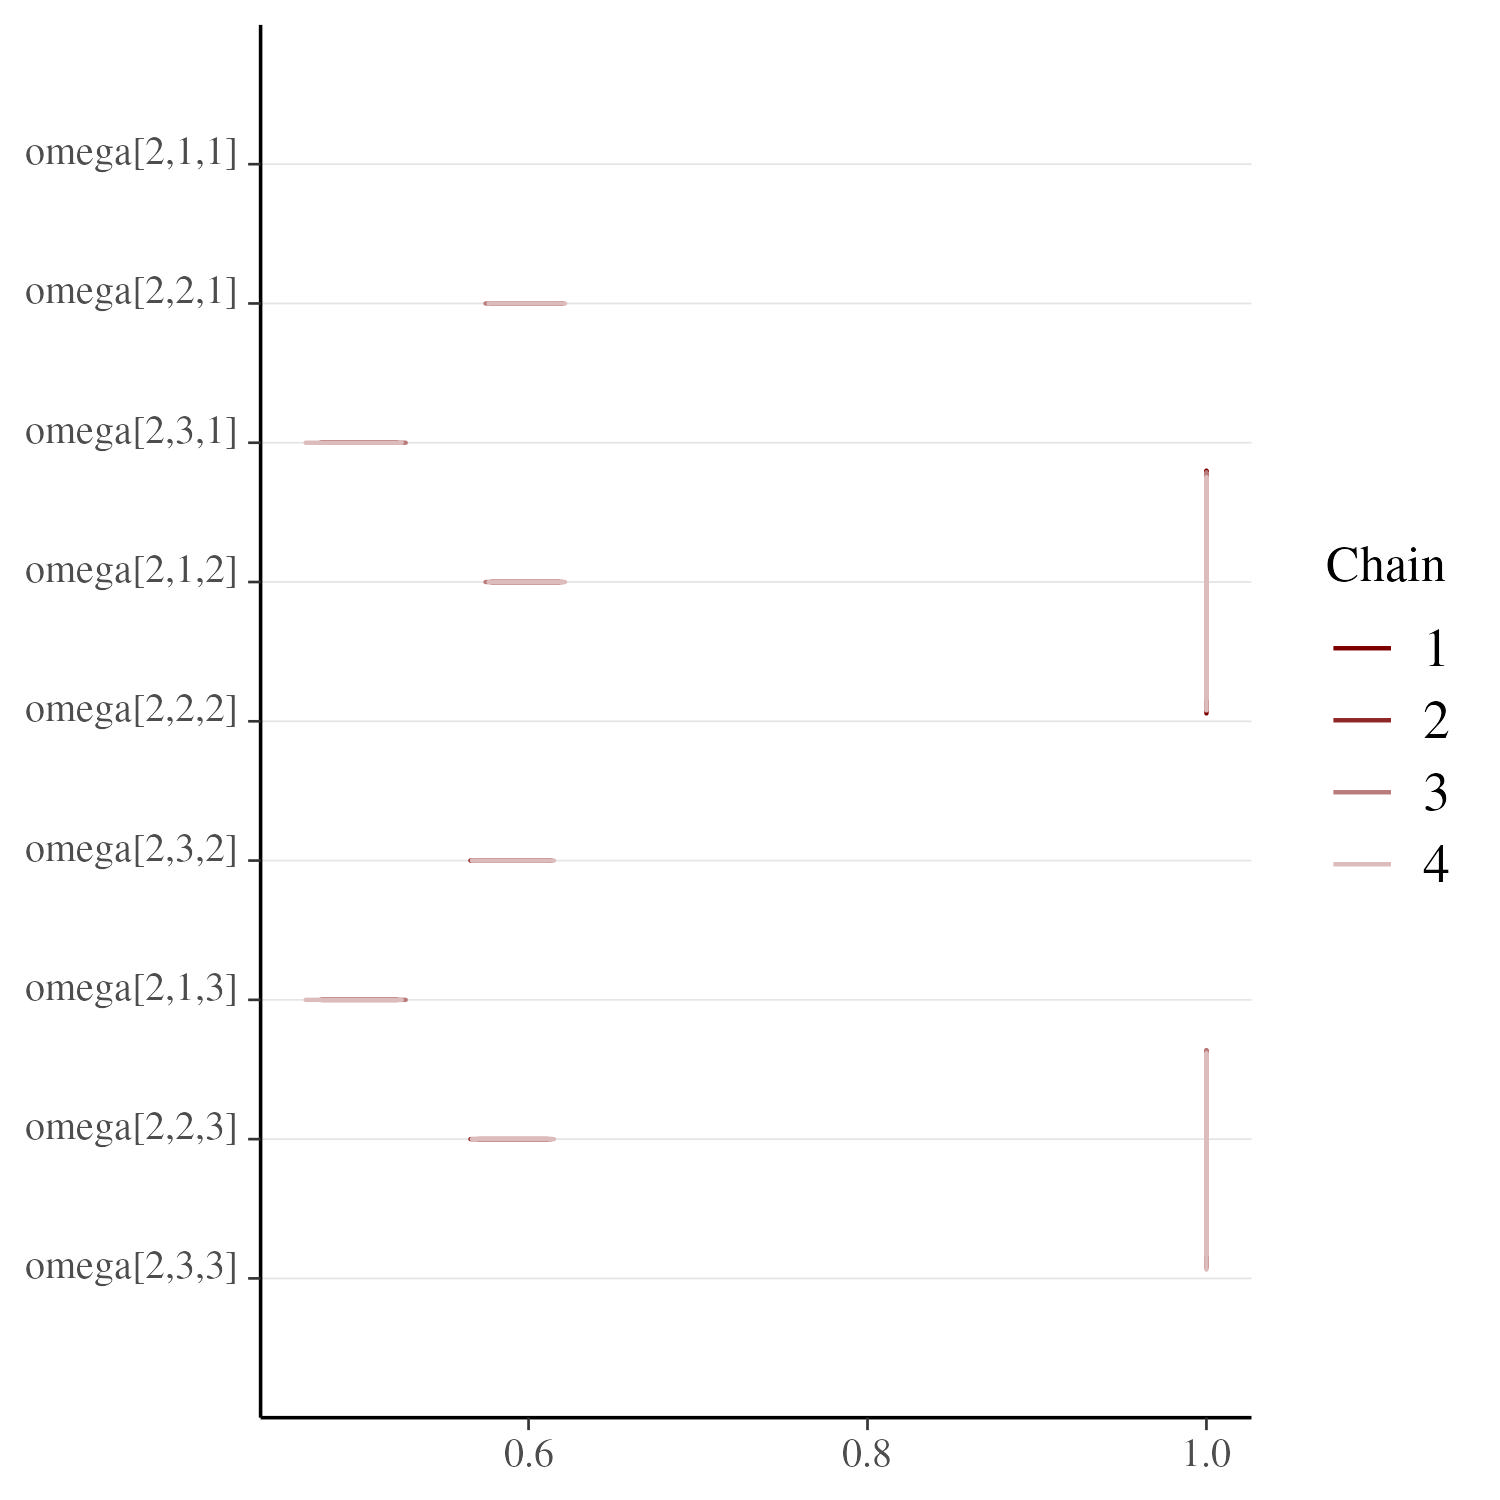 omega[2,1,1]
omega[2,2,1]
omega[2,3,1]
omega[2,1,2]
omega[2,2,2]
omega[2,3,2]
omega[2,1,3]
omega[2,2,3]
omega[2,3,3]
0.6
0.8
1.0
Chain
1
2
3
4